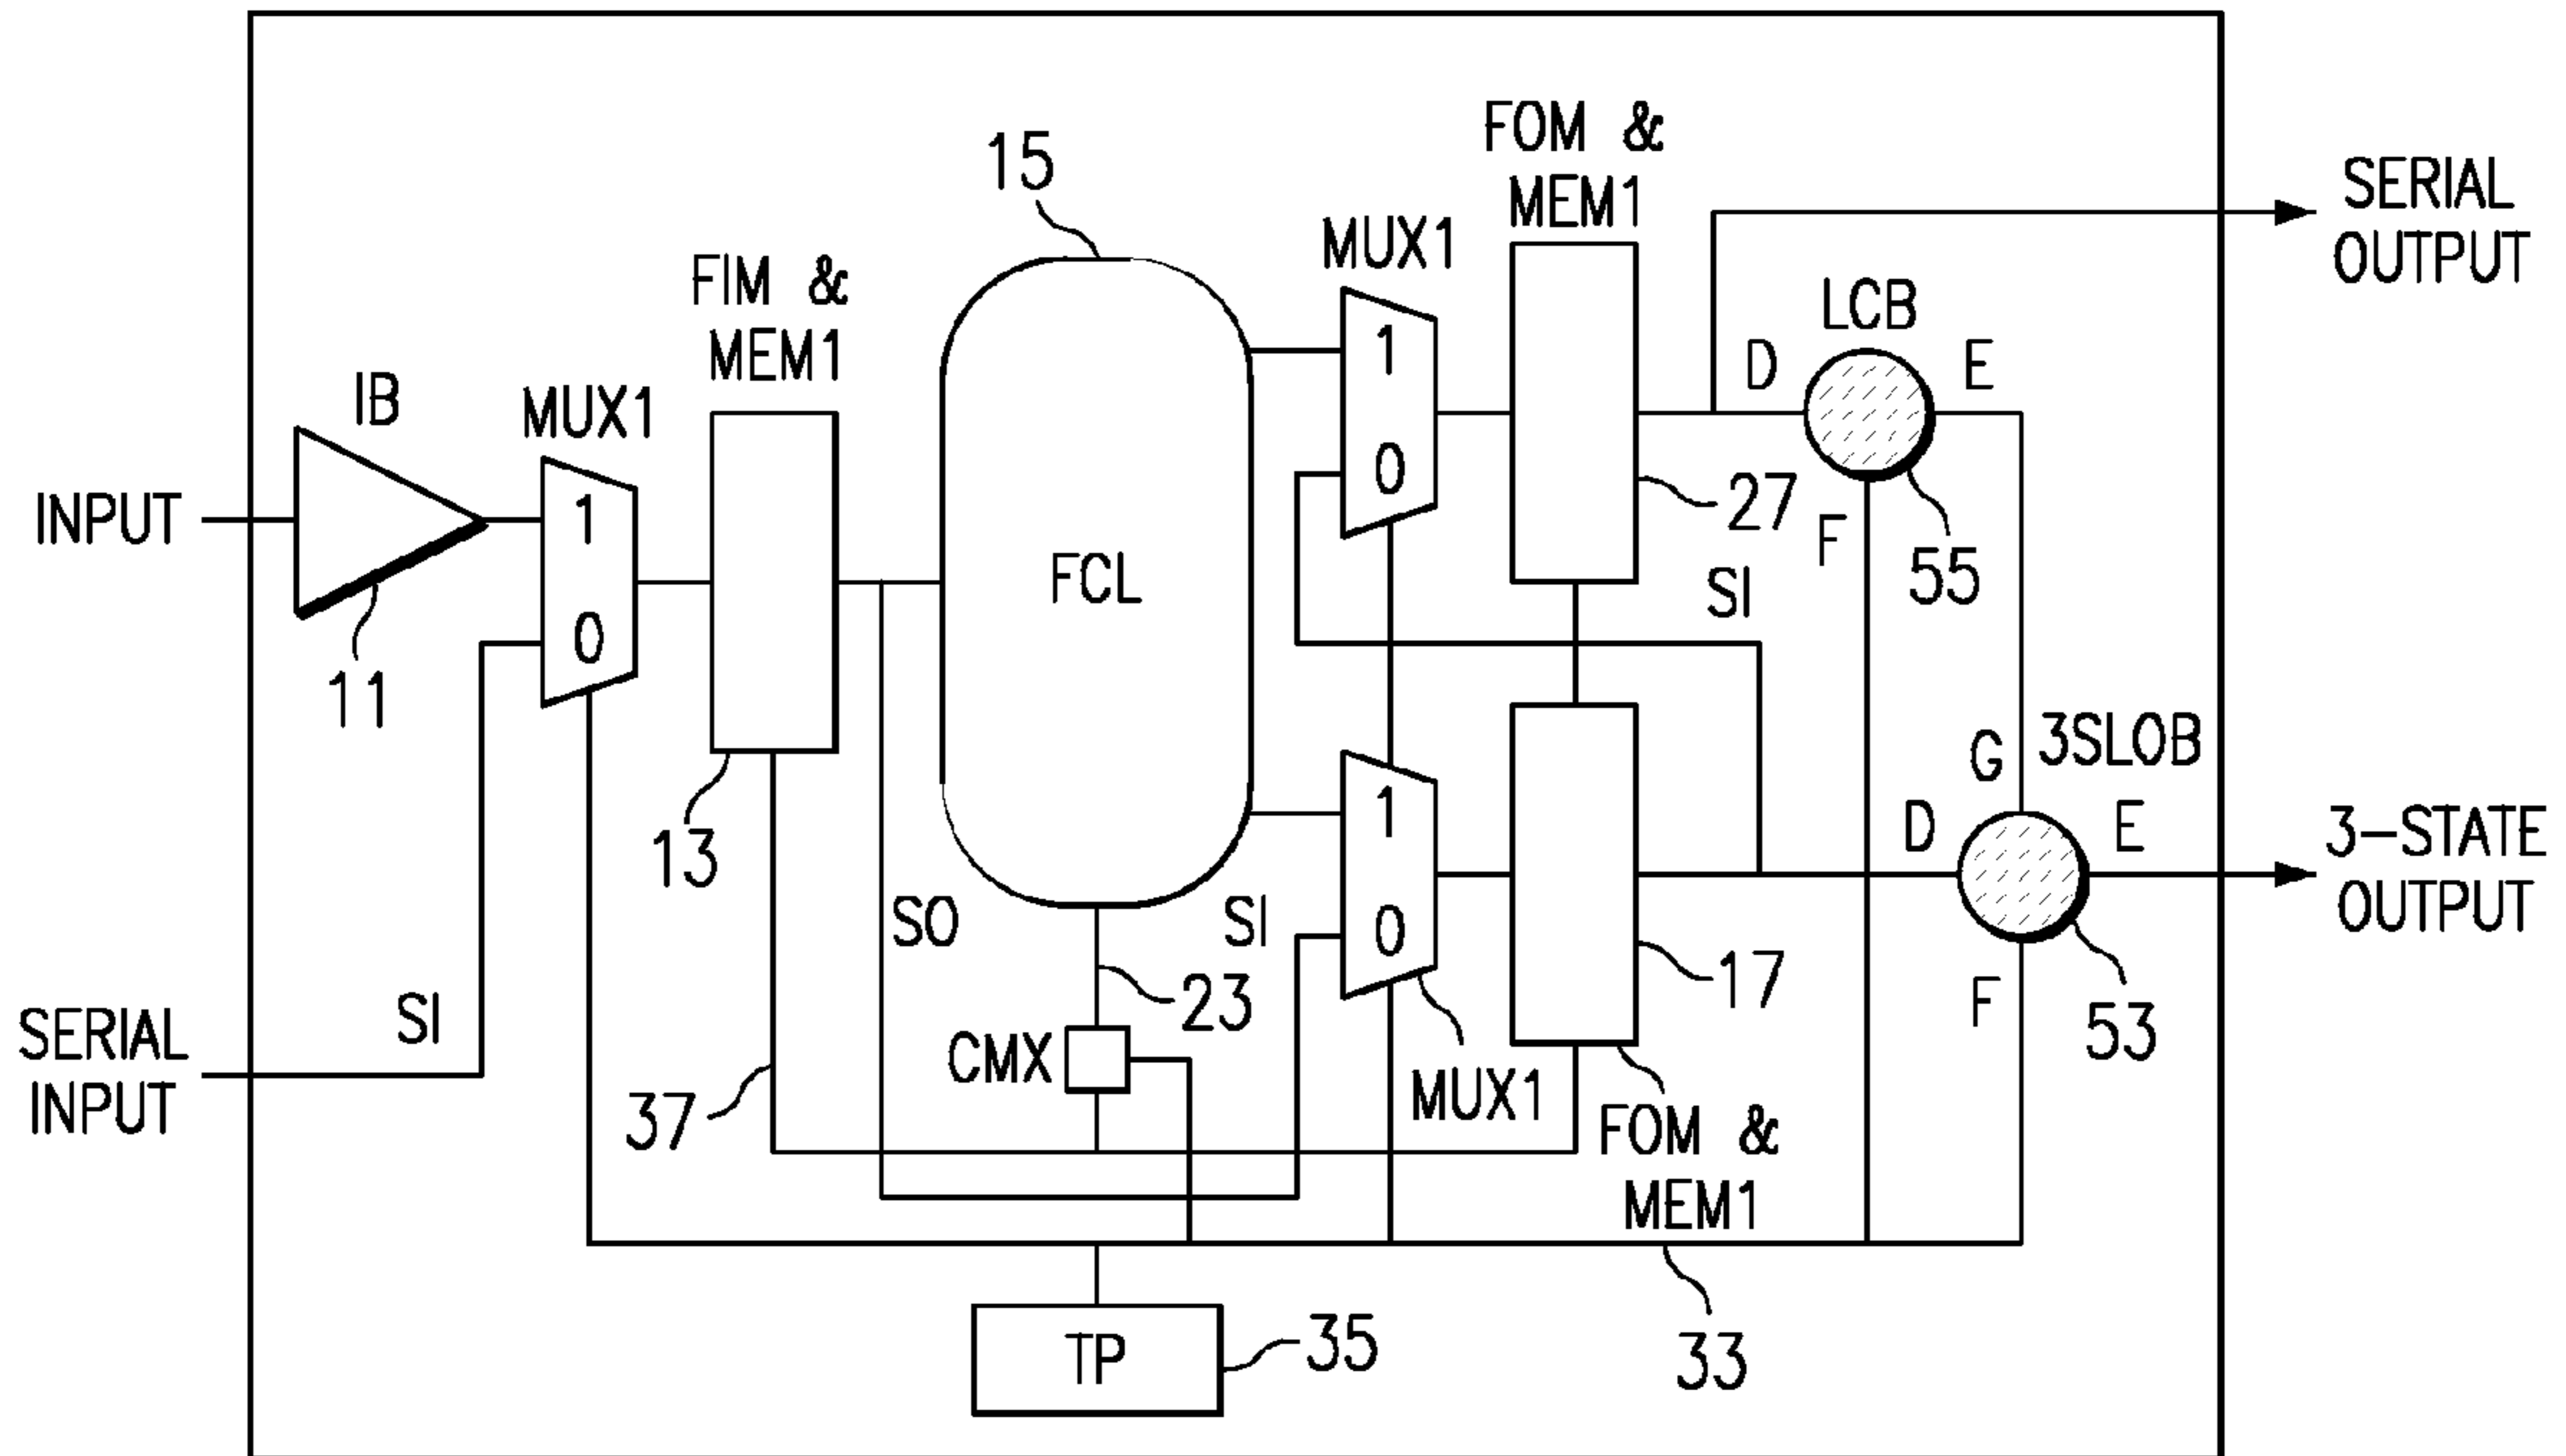 FOM &
MEM1
15
SERIAL
OUTPUT
MUX1
FIM &
MEM1
LCB
1
D
E
IB
MUX1
0
27
INPUT
1
F
55
FCL
SI
0
11
G
3SLOB
13
1
D
E
3-STATE
OUTPUT
SO
SI
0
17
SI
23
F
53
SERIAL
INPUT
CMX
37
MUX1
FOM &
MEM1
TP
35
33